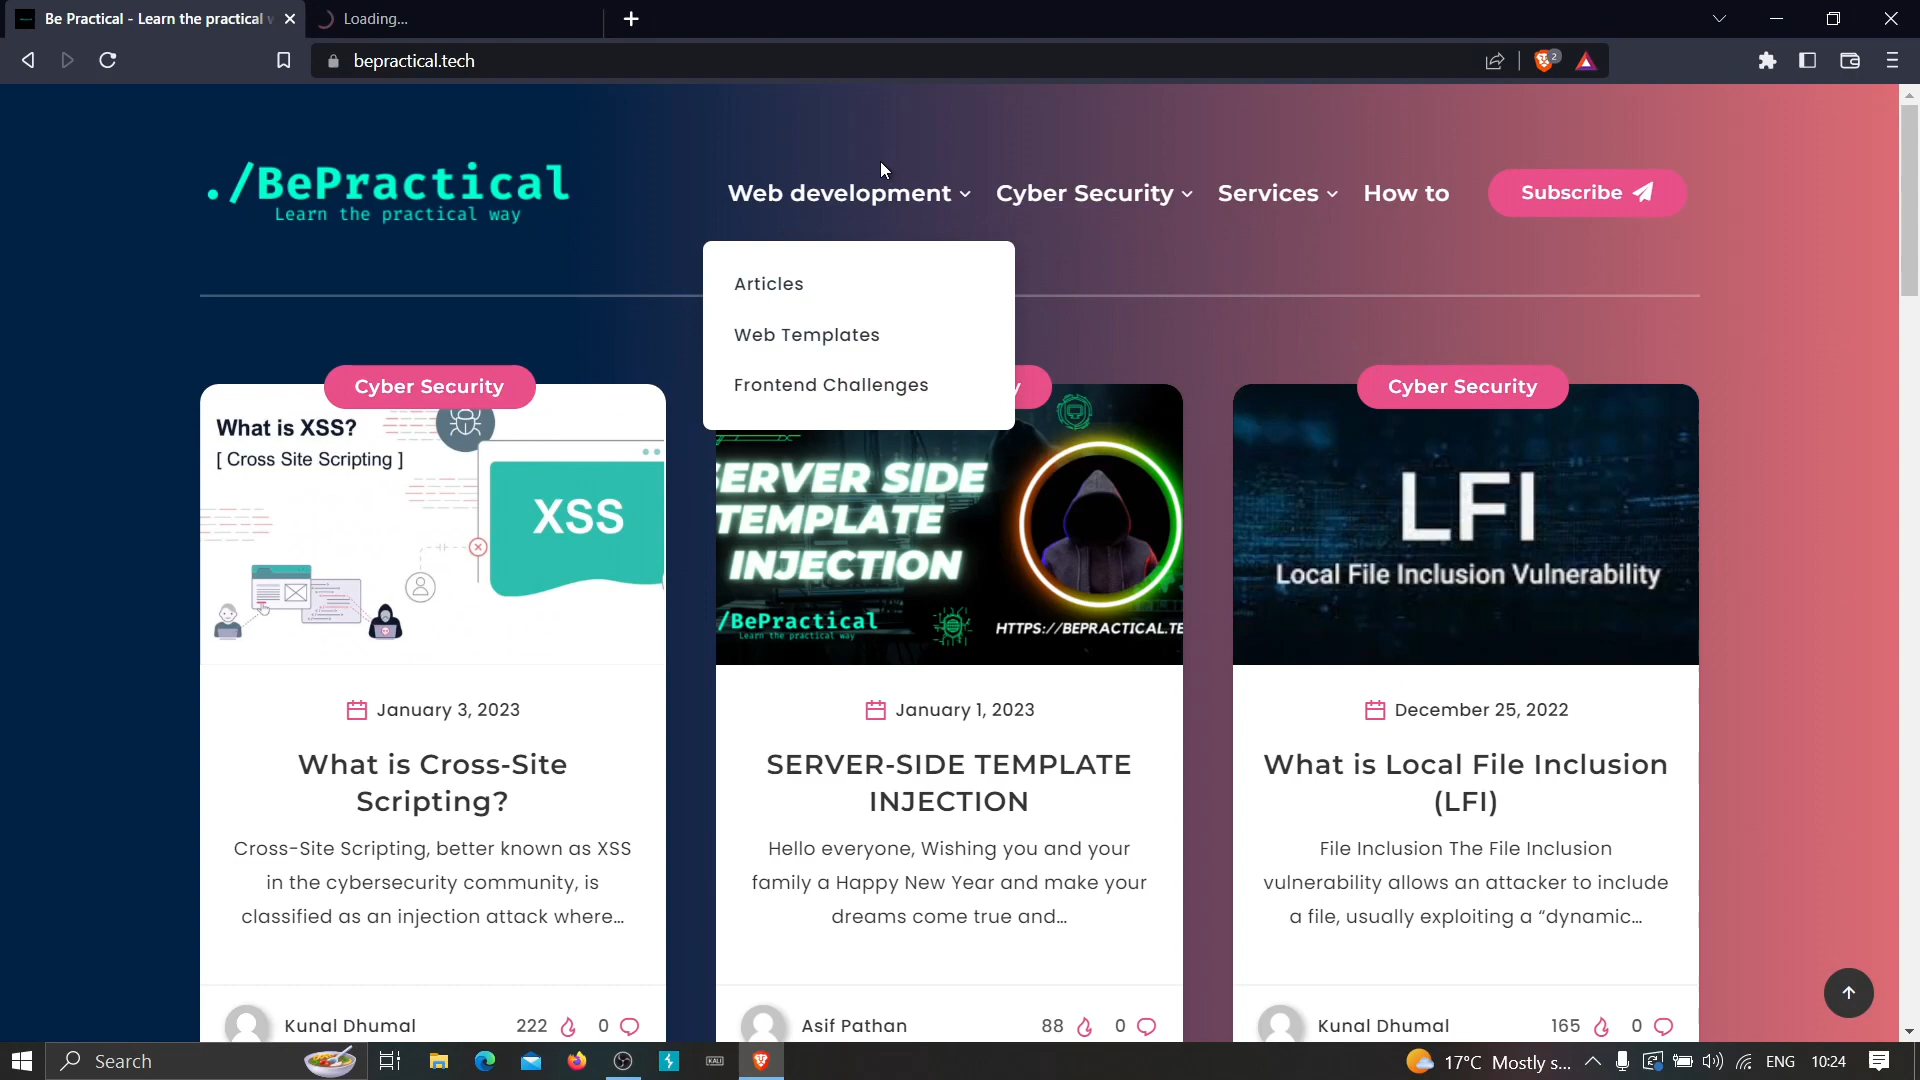 Be Practical - Learn the practical
Loading...
bepractical.tech
2
./BePractical
Learn the practical way
Web development
Cyber Security
Services
How to
Subscribe
Articles
Web Templates
Frontend Challenges
Cyber Security
What is XSS?
[ Cross Site Scripting ]
XSS
January 3, 2023
What is Cross-Site
Scripting?
Cross-Site Scripting, better known as XSS
in the cybersecurity community, is
classified as an injection attack where...
Kunal Dhumal
222
0
y
SERVER SIDE
TEMPLATE
INJECTION
/BePractical
Learn the practical way
HTTPS://BEPRACTICAL.TE
January 1, 2023
SERVER-SIDE TEMPLATE
INJECTION
Hello everyone, Wishing you and your
family a Happy New Year and make your
dreams come true and...
Asif Pathan
88
0
Cyber Security
LFI
Local File Inclusion Vulnerability
December 25, 2022
What is Local File Inclusion
(LFI)
File Inclusion The File Inclusion
vulnerability allows an attacker to include
a file, usually exploiting a “dynamic...
Kunal Dhumal
165
0
Search
KALI
17°C Mostly s...
ENG
10:24